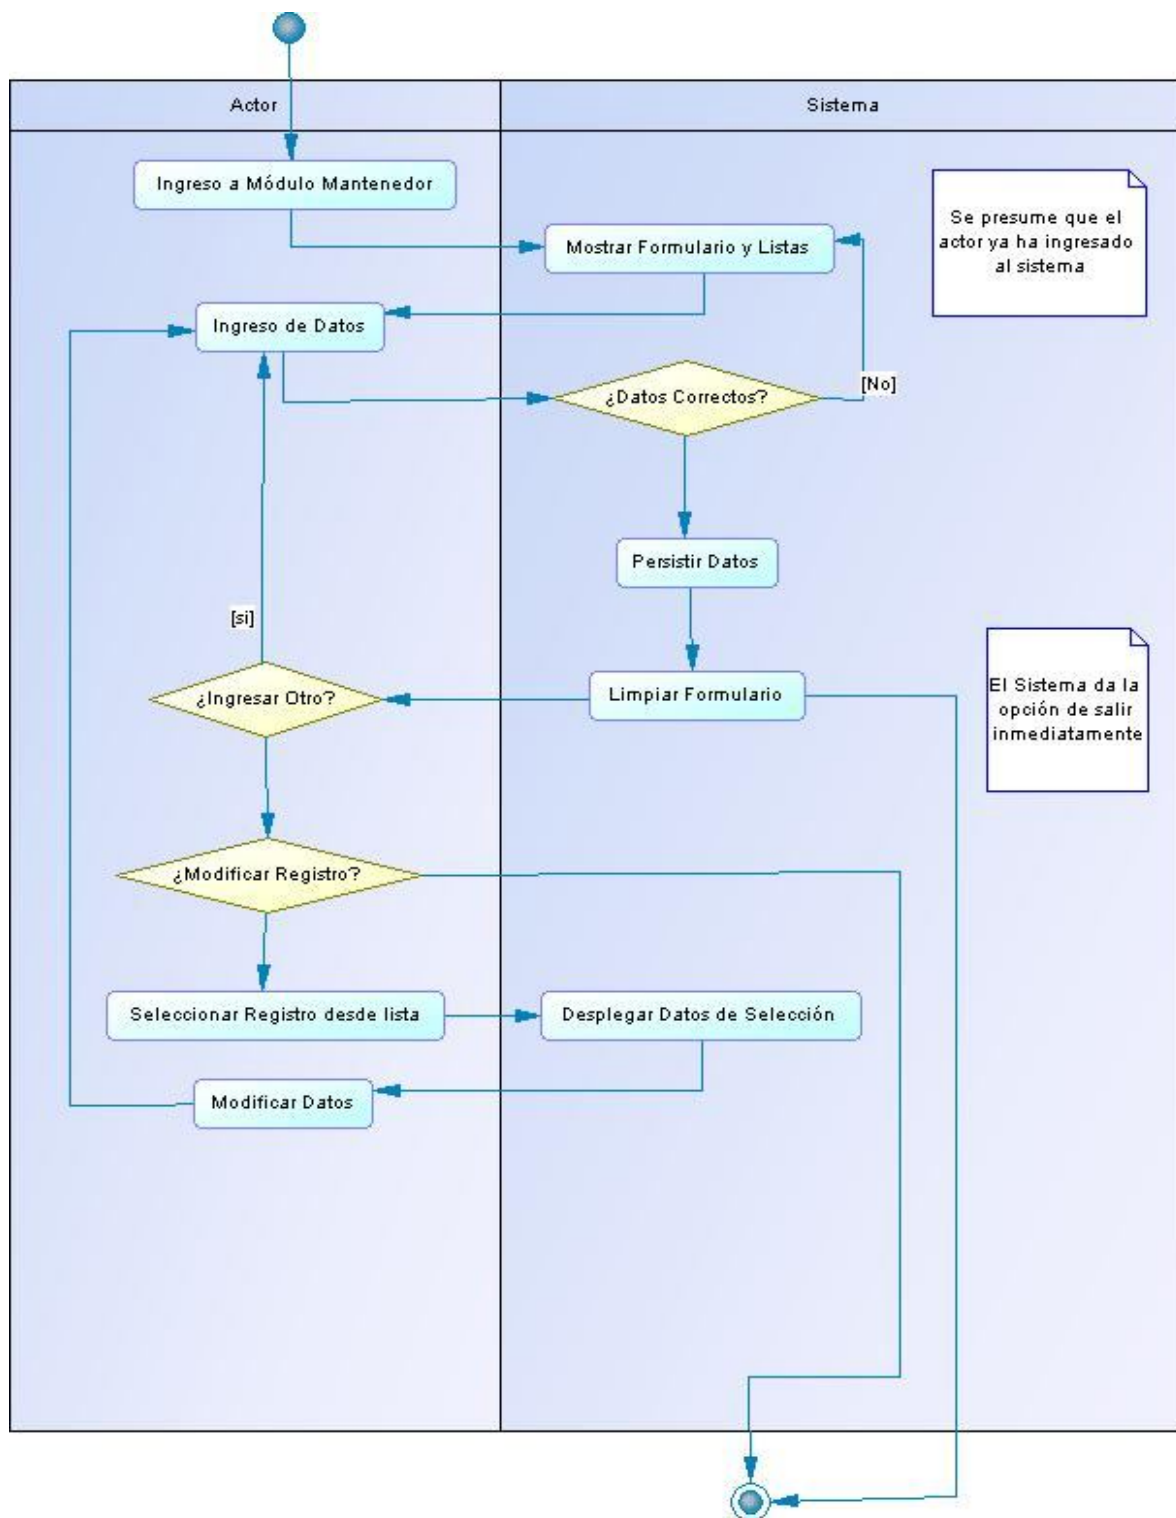 Actor
Sistema
Ingreso a Módulo Mantenedor
Mostrar Formulario y Listas
Se presume que el
actor ya ha ingresado
al sistema
Ingreso de Datos
¿Datos Correctos?
[No]
Persistir Datos
[si]
¿Ingresar Otro?
Limpiar Formulario
El Sistema da la
opción de salir
inmediatamente
¿Modificar Registro?
Seleccionar Registro desde lista
Desplegar Datos de Selección
Modificar Datos